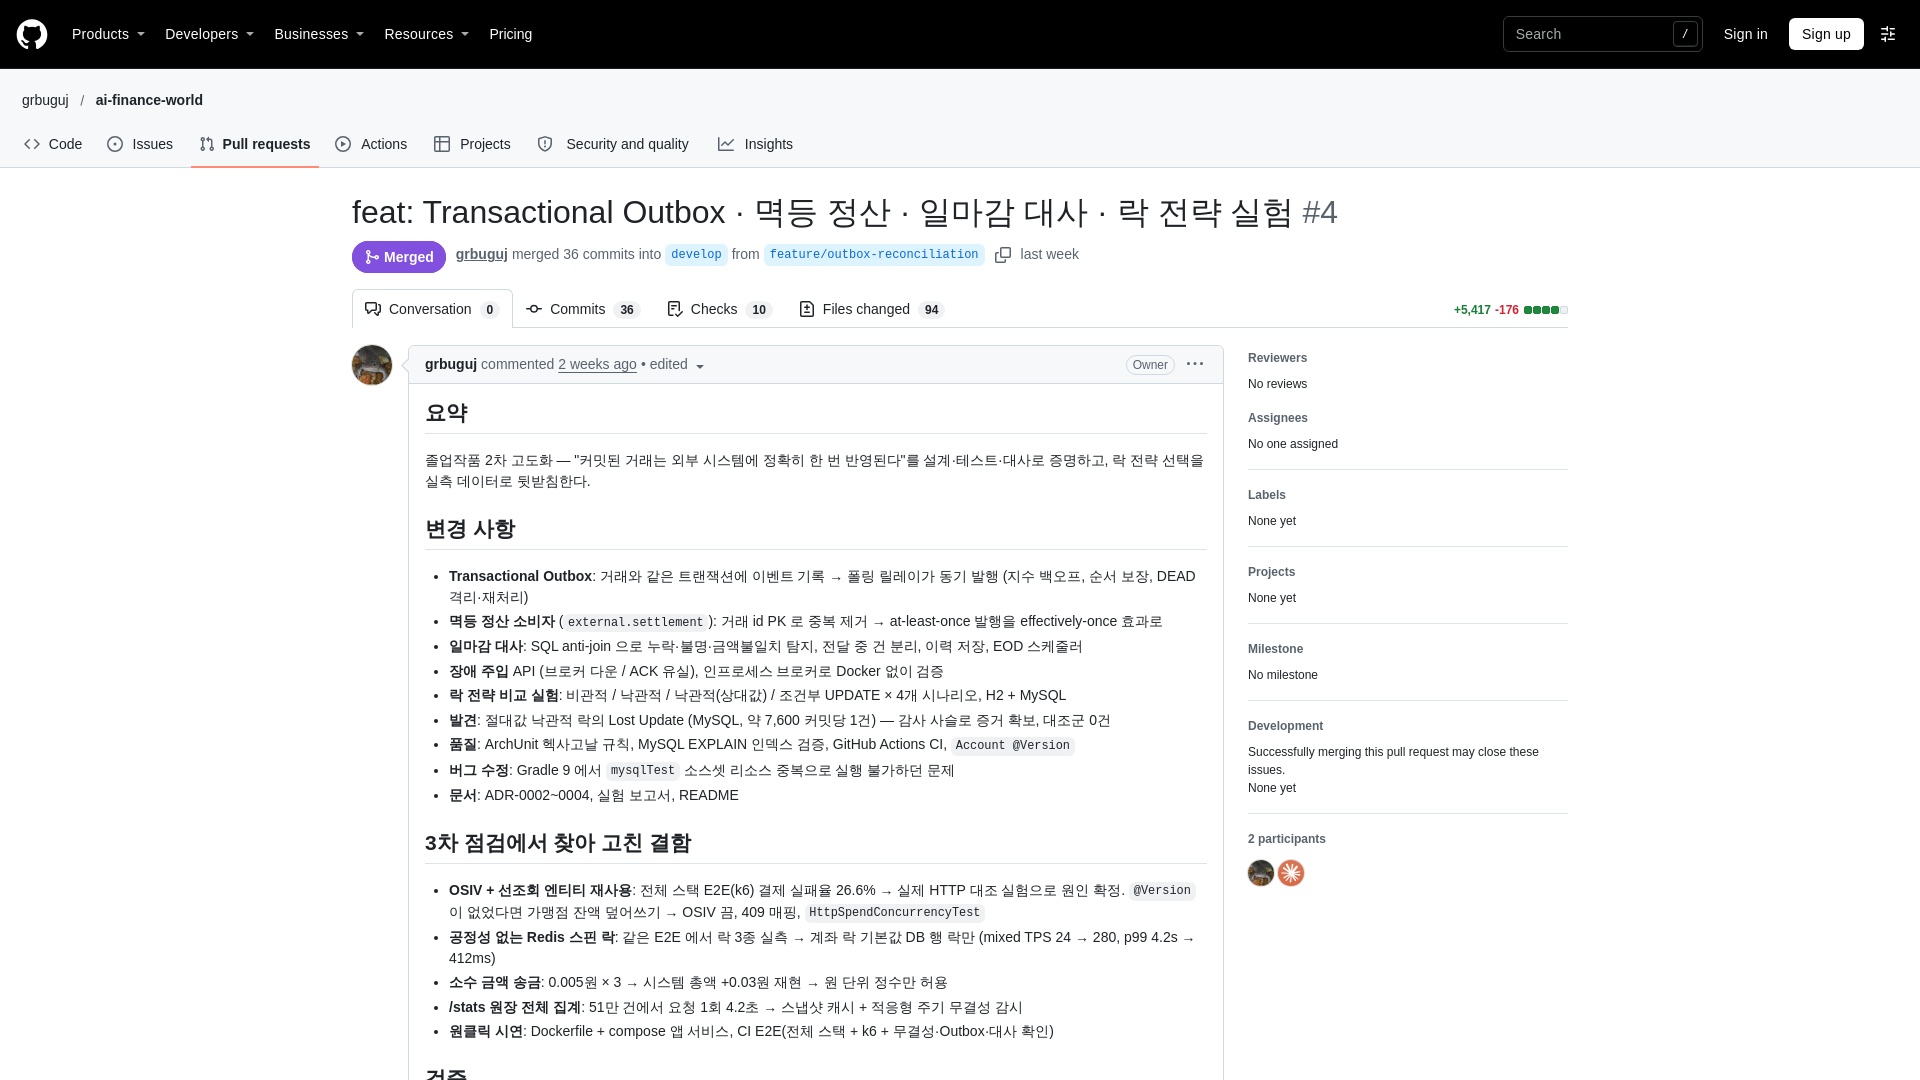 Products Developers Businesses Resources Pricing Search / Sign in Sign up
grbuguj / ai-finance-world
Code Issues Pull requests Actions Projects Security and quality Insights
feat: Transactional Outbox · 멱등 정산 · 일마감 대사 · 락 전략 실험 #4
Merged grbuguj merged 36 commits into develop from feature/outbox-reconciliation last week
Conversation 0 Commits 36 Checks 10 Files changed 94 +5,417 -176
grbuguj commented 2 weeks ago • edited Owner
요약
졸업작품 2차 고도화 — "커밋된 거래는 외부 시스템에 정확히 한 번 반영된다"를 설계·테스트·대사로 증명하고, 락 전략 선택을
실측 데이터로 뒷받침한다.
변경 사항
Transactional Outbox: 거래와 같은 트랜잭션에 이벤트 기록 → 폴링 릴레이가 동기 발행 (지수 백오프, 순서 보장, DEAD
격리·재처리)
멱등 정산 소비자 (external.settlement): 거래 id PK 로 중복 제거 → at-least-once 발행을 effectively-once 효과로
일마감 대사: SQL anti-join 으로 누락·불명·금액불일치 탐지, 전달 중 건 분리, 이력 저장, EOD 스케줄러
장애 주입 API (브로커 다운 / ACK 유실), 인프로세스 브로커로 Docker 없이 검증
락 전략 비교 실험: 비관적 / 낙관적 / 낙관적(상대값) / 조건부 UPDATE × 4개 시나리오, H2 + MySQL
발견: 절대값 낙관적 락의 Lost Update (MySQL, 약 7,600 커밋당 1건) — 감사 사슬로 증거 확보, 대조군 0건
품질: ArchUnit 헥사고날 규칙, MySQL EXPLAIN 인덱스 검증, GitHub Actions CI, Account @Version
버그 수정: Gradle 9 에서 mysqlTest 소스셋 리소스 중복으로 실행 불가하던 문제
문서: ADR-0002~0004, 실험 보고서, README
3차 점검에서 찾아 고친 결함
OSIV + 선조회 엔티티 재사용: 전체 스택 E2E(k6) 결제 실패율 26.6% → 실제 HTTP 대조 실험으로 원인 확정. @Version
이 없었다면 가맹점 잔액 덮어쓰기 → OSIV 끔, 409 매핑, HttpSpendConcurrencyTest
공정성 없는 Redis 스핀 락: 같은 E2E 에서 락 3종 실측 → 계좌 락 기본값 DB 행 락만 (mixed TPS 24 → 280, p99 4.2s →
412ms)
소수 금액 송금: 0.005원 × 3 → 시스템 총액 +0.03원 재현 → 원 단위 정수만 허용
/stats 원장 전체 집계: 51만 건에서 요청 1회 4.2초 → 스냅샷 캐시 + 적응형 주기 무결성 감시
원클릭 시연: Dockerfile + compose 앱 서비스, CI E2E(전체 스택 + k6 + 무결성·Outbox·대사 확인)
검증
Reviewers
No reviews
Assignees
No one assigned
Labels
None yet
Projects
None yet
Milestone
No milestone
Development
Successfully merging this pull request may close these
issues.
None yet
2 participants